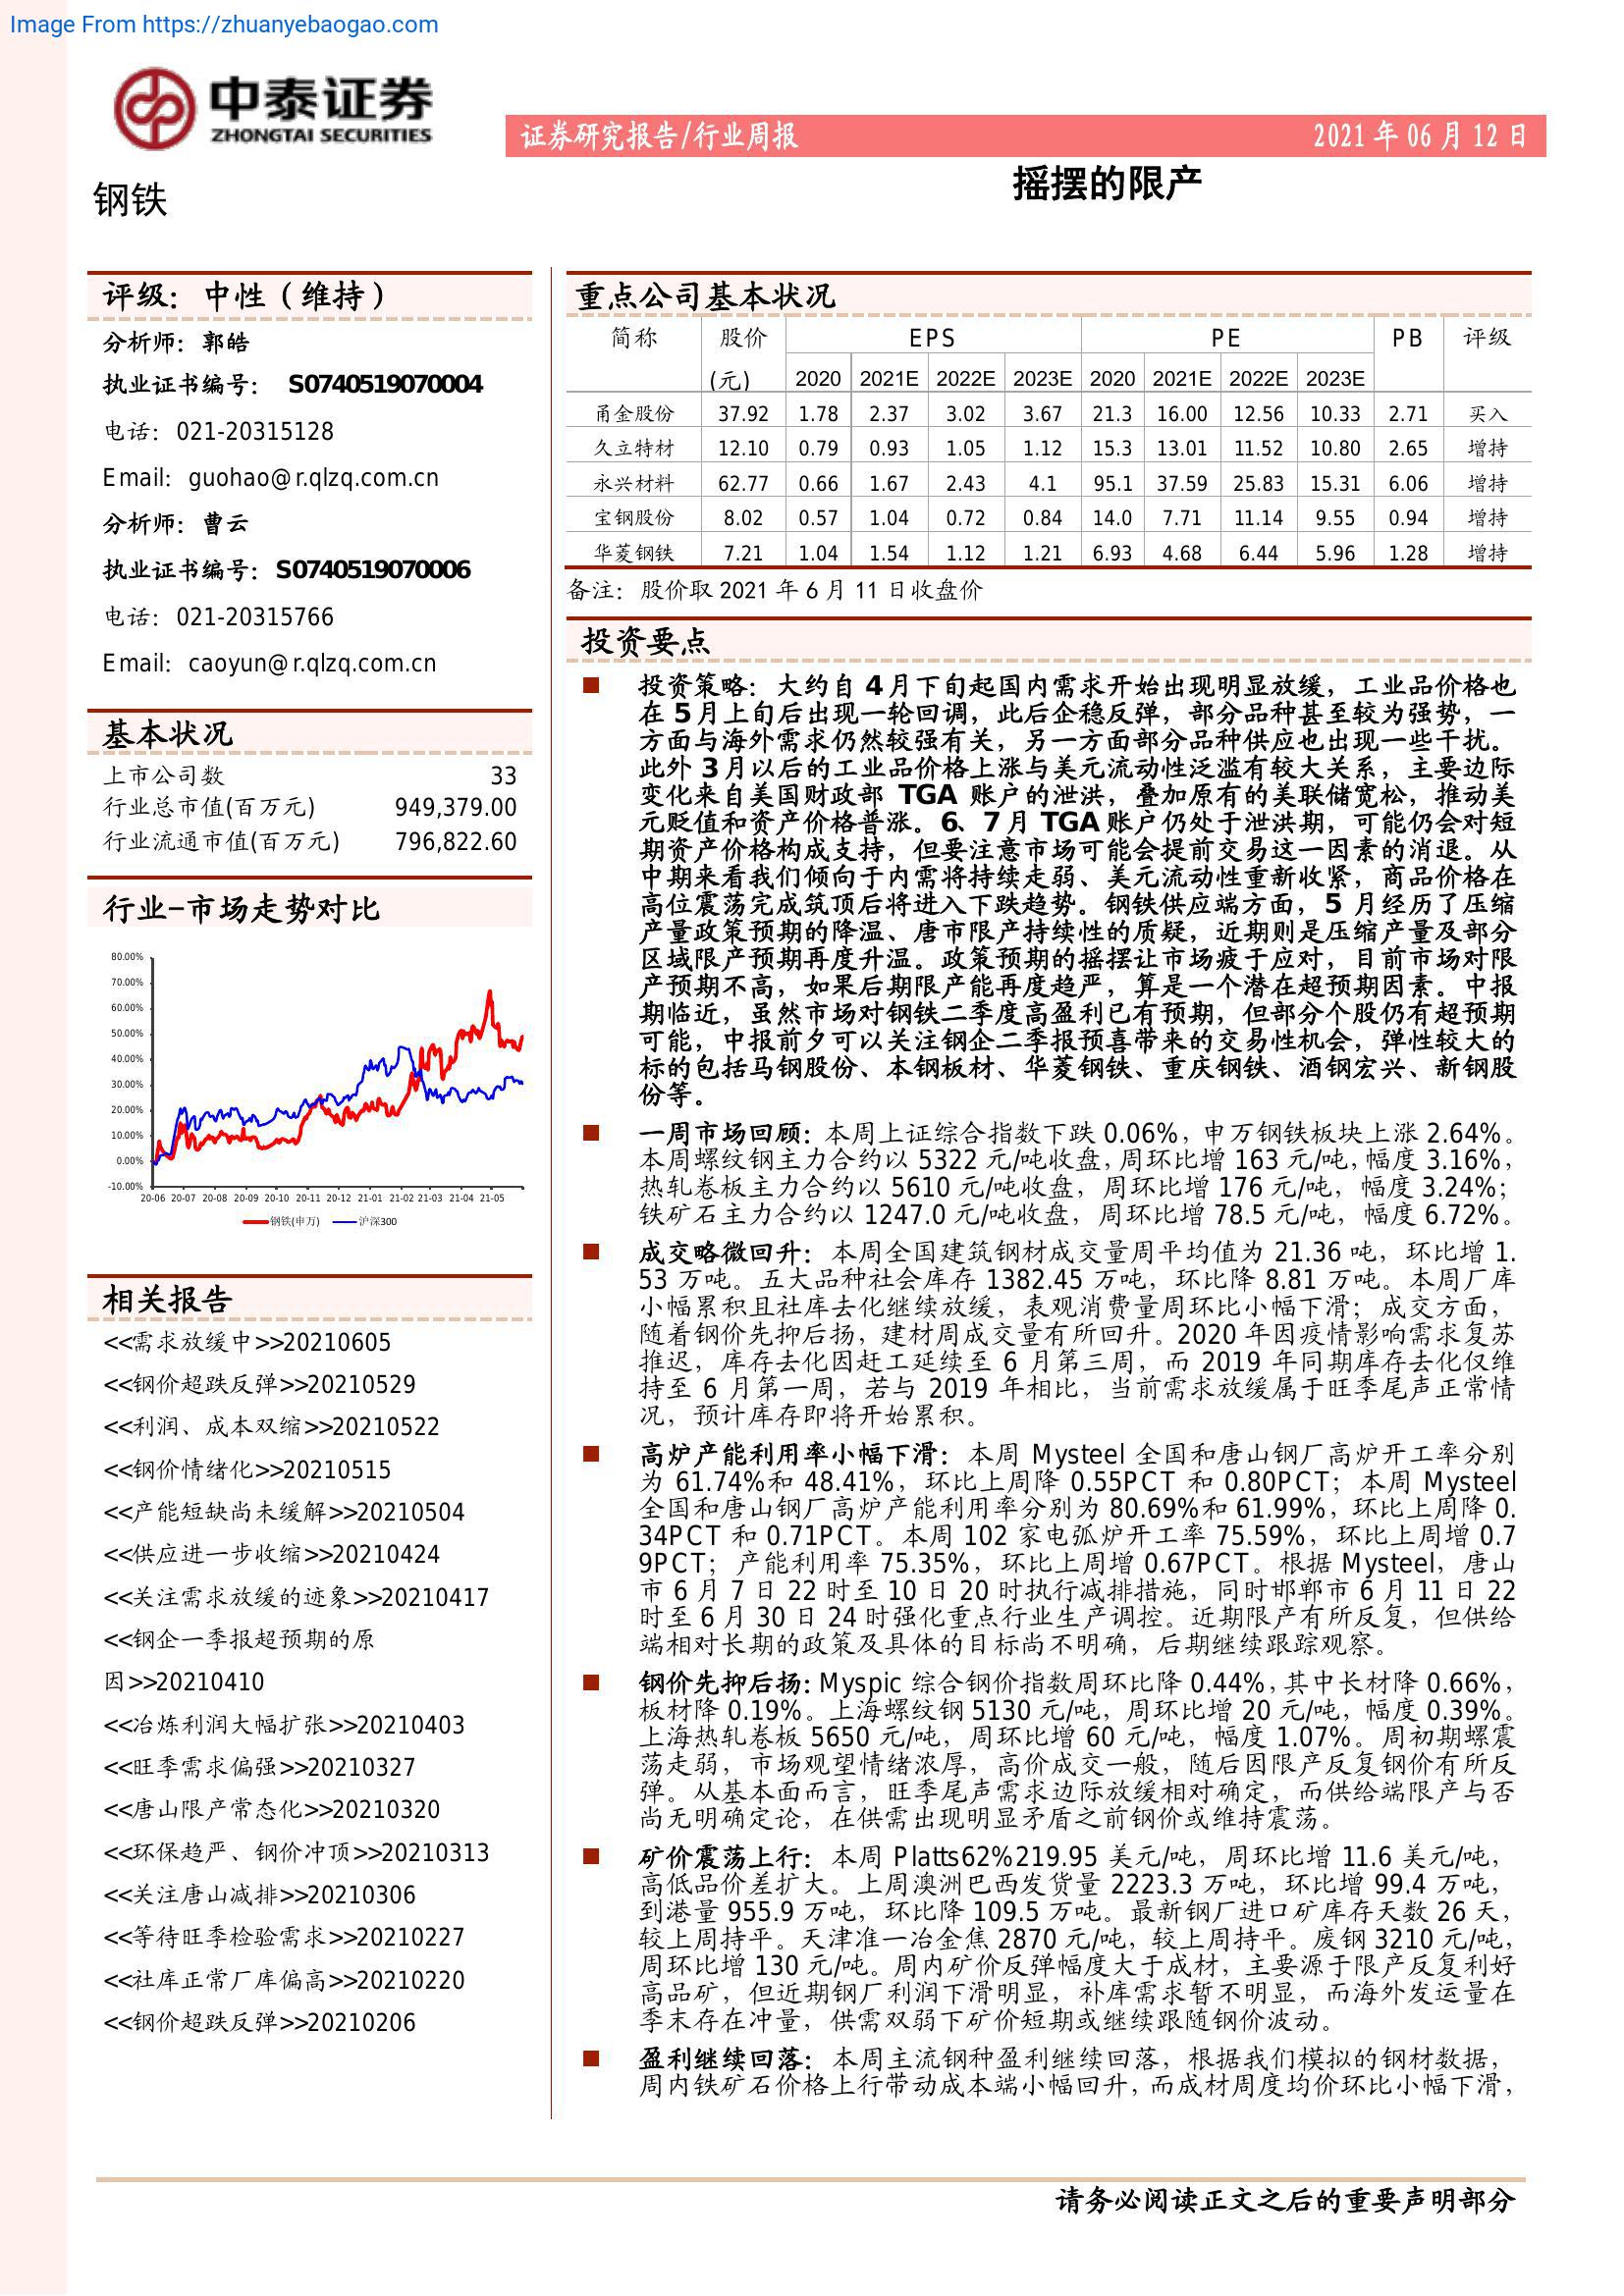 Image From https://zhuanyebaogao.com
中泰证券
ZHONGTAI SECURITIES
证券研究报告/行业周报 2021 年 06 月 12 日
钢铁
摇摆的限产
评级：中性（维持）
分析师：郭皓
执业证书编号： S0740519070004
电话：021-20315128
Email：guohao@r.qlzq.com.cn
分析师：曹云
执业证书编号：S0740519070006
电话：021-20315766
Email：caoyun@r.qlzq.com.cn
基本状况
上市公司数 33
行业总市值(百万元) 949,379.00
行业流通市值(百万元) 796,822.60
行业-市场走势对比
80.00%
70.00%
60.00%
50.00%
40.00%
30.00%
20.00%
10.00%
0.00%
-10.00%
20-06 20-07 20-08 20-09 20-10 20-11 20-12 21-01 21-02 21-03 21-04 21-05
钢铁(申万) 沪深300
相关报告
<<需求放缓中>>20210605
<<钢价超跌反弹>>20210529
<<利润、成本双缩>>20210522
<<钢价情绪化>>20210515
<<产能短缺尚未缓解>>20210504
<<供应进一步收缩>>20210424
<<关注需求放缓的迹象>>20210417
<<钢企一季报超预期的原
因>>20210410
<<冶炼利润大幅扩张>>20210403
<<旺季需求偏强>>20210327
<<唐山限产常态化>>20210320
<<环保趋严、钢价冲顶>>20210313
<<关注唐山减排>>20210306
<<等待旺季检验需求>>20210227
<<社库正常厂库偏高>>20210220
<<钢价超跌反弹>>20210206
重点公司基本状况
简称 股价 EPS PE PB 评级
(元) 2020 2021E 2022E 2023E 2020 2021E 2022E 2023E
甬金股份 37.92 1.78 2.37 3.02 3.67 21.3 16.00 12.56 10.33 2.71 买入
久立特材 12.10 0.79 0.93 1.05 1.12 15.3 13.01 11.52 10.80 2.65 增持
永兴材料 62.77 0.66 1.67 2.43 4.1 95.1 37.59 25.83 15.31 6.06 增持
宝钢股份 8.02 0.57 1.04 0.72 0.84 14.0 7.71 11.14 9.55 0.94 增持
华菱钢铁 7.21 1.04 1.54 1.12 1.21 6.93 4.68 6.44 5.96 1.28 增持
备注：股价取 2021 年 6 月 11 日收盘价
投资要点
投资策略：大约自 4 月下旬起国内需求开始出现明显放缓，工业品价格也
在 5 月上旬后出现一轮回调，此后企稳反弹，部分品种甚至较为强势，一
方面与海外需求仍然较强有关，另一方面部分品种供应也出现一些干扰。
此外 3 月以后的工业品价格上涨与美元流动性泛滥有较大关系，主要边际
变化来自美国财政部 TGA 账户的泄洪，叠加原有的美联储宽松，推动美
元贬值和资产价格普涨。6、7 月 TGA 账户仍处于泄洪期，可能仍会对短
期资产价格构成支持，但要注意市场可能会提前交易这一因素的消退。从
中期来看我们倾向于内需将持续走弱、美元流动性重新收紧，商品价格在
高位震荡完成筑顶后将进入下跌趋势。钢铁供应端方面，5 月经历了压缩
产量政策预期的降温、唐市限产持续性的质疑，近期则是压缩产量及部分
区域限产预期再度升温。政策预期的摇摆让市场疲于应对，目前市场对限
产预期不高，如果后期限产能再度趋严，算是一个潜在超预期因素。中报
期临近，虽然市场对钢铁二季度高盈利已有预期，但部分个股仍有超预期
可能，中报前夕可以关注钢企二季报预喜带来的交易性机会，弹性较大的
标的包括马钢股份、本钢板材、华菱钢铁、重庆钢铁、酒钢宏兴、新钢股
份等。
一周市场回顾：本周上证综合指数下跌 0.06%，申万钢铁板块上涨 2.64%。
本周螺纹钢主力合约以 5322 元/吨收盘，周环比增 163 元/吨，幅度 3.16%，
热轧卷板主力合约以 5610 元/吨收盘，周环比增 176 元/吨，幅度 3.24%；
铁矿石主力合约以 1247.0 元/吨收盘，周环比增 78.5 元/吨，幅度 6.72%。
成交略微回升：本周全国建筑钢材成交量周平均值为 21.36 吨，环比增 1.
53 万吨。五大品种社会库存 1382.45 万吨，环比降 8.81 万吨。本周厂库
小幅累积且社库去化继续放缓，表观消费量周环比小幅下滑；成交方面，
随着钢价先抑后扬，建材周成交量有所回升。2020 年因疫情影响需求复苏
推迟，库存去化因赶工延续至 6 月第三周，而 2019 年同期库存去化仅维
持至 6 月第一周，若与 2019 年相比，当前需求放缓属于旺季尾声正常情
况，预计库存即将开始累积。
高炉产能利用率小幅下滑：本周 Mysteel 全国和唐山钢厂高炉开工率分别
为 61.74%和 48.41%，环比上周降 0.55PCT 和 0.80PCT；本周 Mysteel
全国和唐山钢厂高炉产能利用率分别为 80.69%和 61.99%，环比上周降 0.
34PCT 和 0.71PCT。本周 102 家电弧炉开工率 75.59%，环比上周增 0.7
9PCT；产能利用率 75.35%，环比上周增 0.67PCT。根据 Mysteel，唐山
市 6 月 7 日 22 时至 10 日 20 时执行减排措施，同时邯郸市 6 月 11 日 22
时至 6 月 30 日 24 时强化重点行业生产调控。近期限产有所反复，但供给
端相对长期的政策及具体的目标尚不明确，后期继续跟踪观察。
钢价先抑后扬：Myspic 综合钢价指数周环比降 0.44%，其中长材降 0.66%，
板材降 0.19%。上海螺纹钢 5130 元/吨，周环比增 20 元/吨，幅度 0.39%。
上海热轧卷板 5650 元/吨，周环比增 60 元/吨，幅度 1.07%。周初期螺震
荡走弱，市场观望情绪浓厚，高价成交一般，随后因限产反复钢价有所反
弹。从基本面而言，旺季尾声需求边际放缓相对确定，而供给端限产与否
尚无明确定论，在供需出现明显矛盾之前钢价或维持震荡。
矿价震荡上行：本周 Platts62%219.95 美元/吨，周环比增 11.6 美元/吨，
高低品价差扩大。上周澳洲巴西发货量 2223.3 万吨，环比增 99.4 万吨，
到港量 955.9 万吨，环比降 109.5 万吨。最新钢厂进口矿库存天数 26 天，
较上周持平。天津准一冶金焦 2870 元/吨，较上周持平。废钢 3210 元/吨，
周环比增 130 元/吨。周内矿价反弹幅度大于成材，主要源于限产反复利好
高品矿，但近期钢厂利润下滑明显，补库需求暂不明显，而海外发运量在
季末存在冲量，供需双弱下矿价短期或继续跟随钢价波动。
盈利继续回落：本周主流钢种盈利继续回落，根据我们模拟的钢材数据，
周内铁矿石价格上行带动成本端小幅回升，而成材周度均价环比小幅下滑，
请务必阅读正文之后的重要声明部分